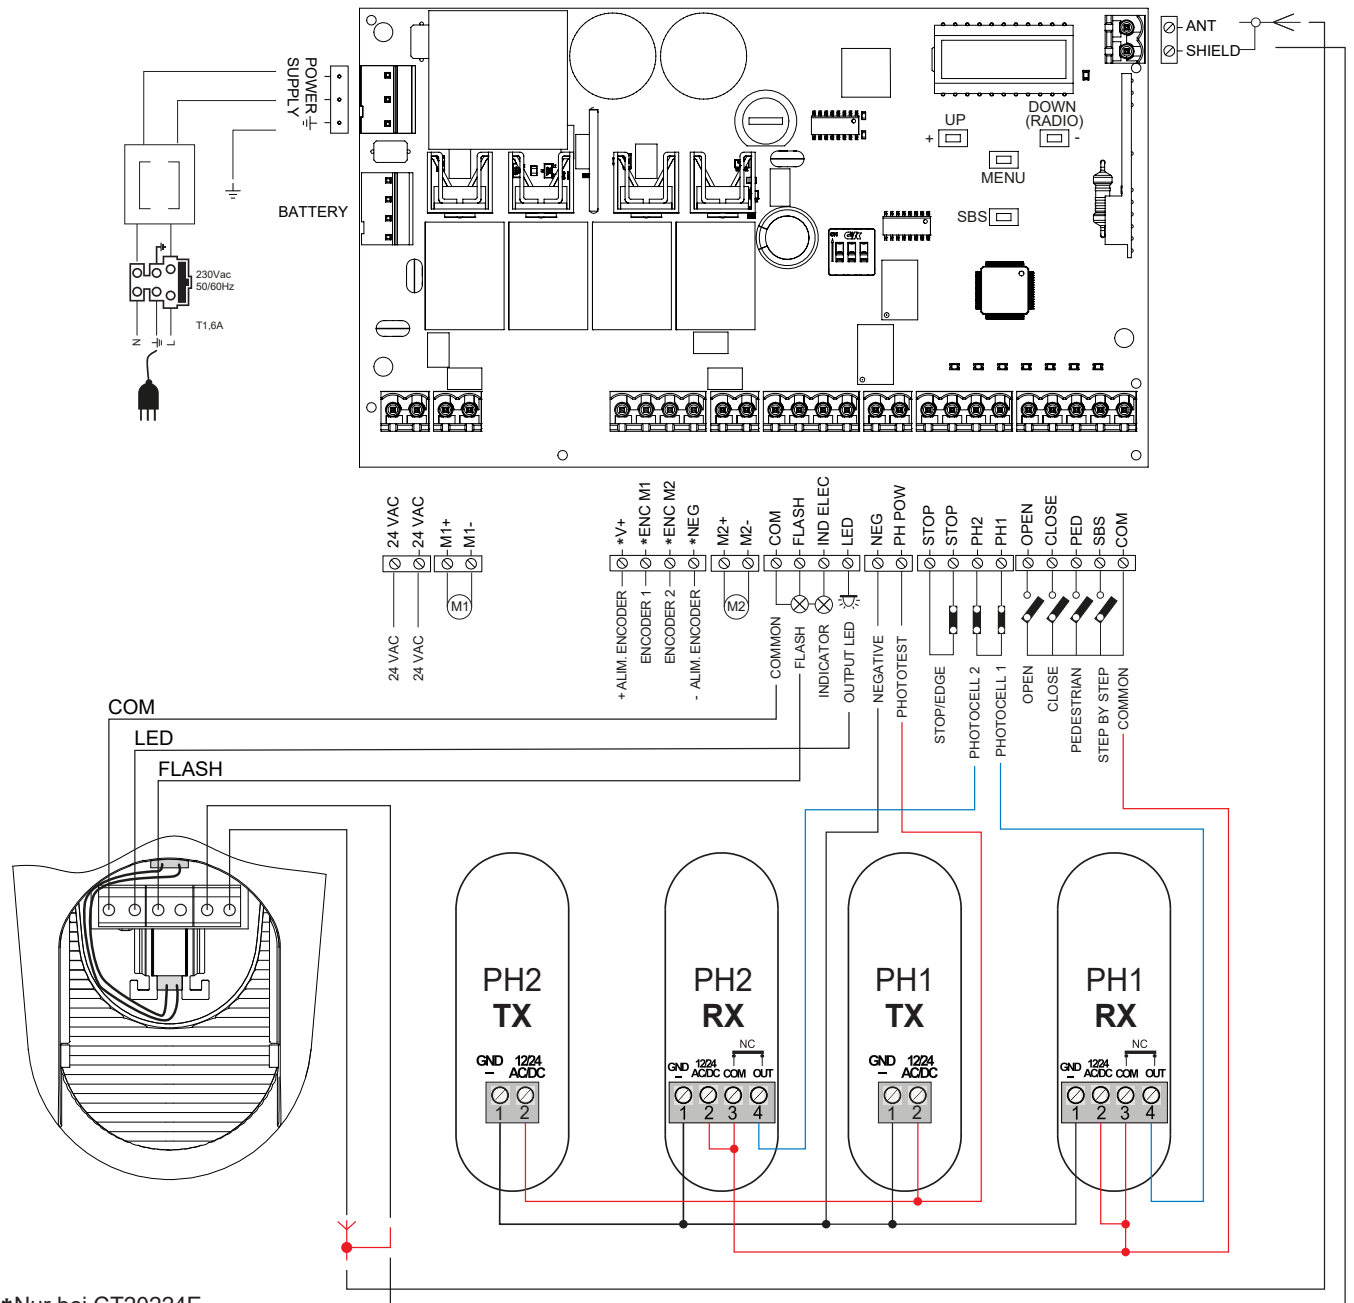 ANT
SHIELD
POWER
SUPPLY
BATTERY
230Vac
50/60Hz
T1,6A
N
L
UP
+
DOWN
(RADIO)
-
MENU
SBS
ON
24 VAC
24 VAC
M1+
M1-
*V+
*ENC M1
*ENC M2
*NEG
M2+
M2-
COM
FLASH
IND ELEC
LED
NEG
PH POW
STOP
STOP
PH2
PH1
OPEN
CLOSE
PED
SBS
COM
24 VAC
24 VAC
M1
+ ALIM. ENCODER
ENCODER 1
ENCODER 2
- ALIM. ENCODER
M2
COMMON
FLASH
INDICATOR
OUTPUT LED
NEGATIVE
PHOTOTEST
STOP/EDGE
PHOTOCELL 2
PHOTOCELL 1
OPEN
CLOSE
PEDESTRIAN
STEP BY STEP
COMMON
COM
LED
FLASH
PH2
TX
GND
–
12/24
AC/DC
1 2
PH2
RX
NC
GND
–
12/24
AC/DC
COM
OUT
1 2 3 4
PH1
TX
GND
–
12/24
AC/DC
1 2
PH1
RX
NC
GND
–
12/24
AC/DC
COM
OUT
1 2 3 4